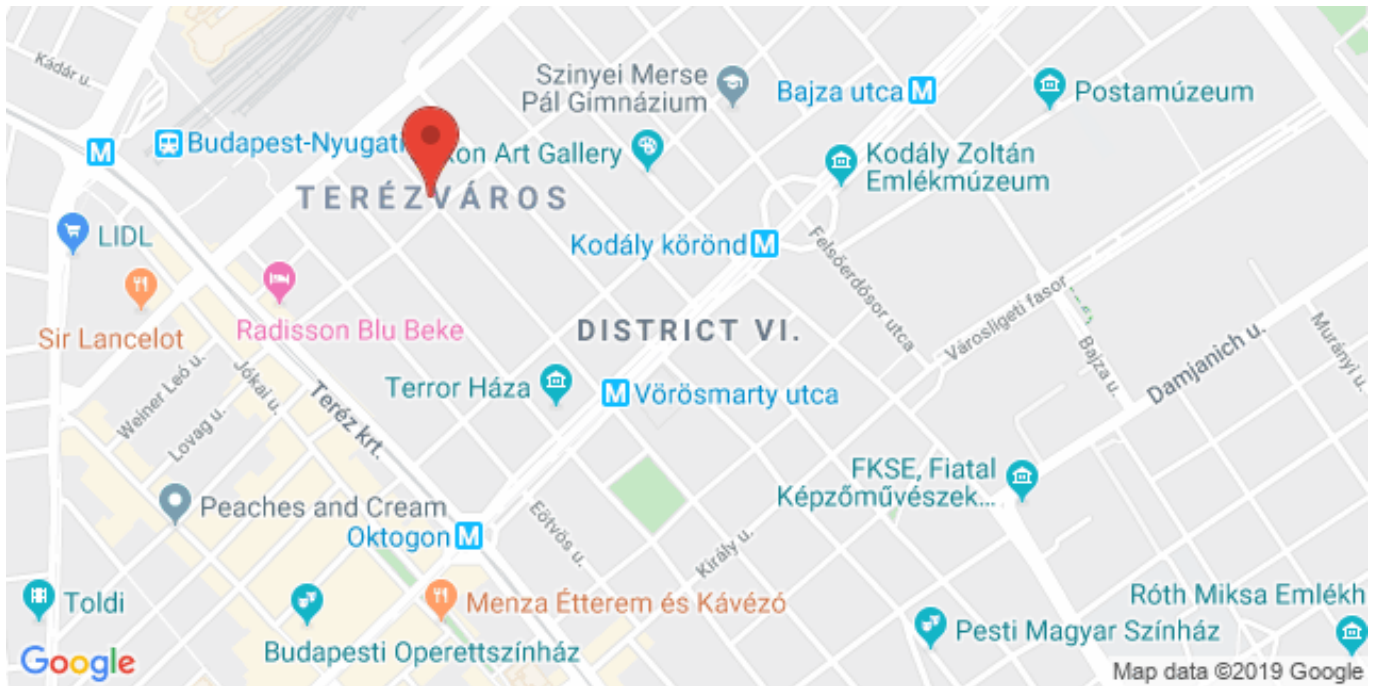 Kádár u.
Szinyei Merse
Pál Gimnázium
Bajza utca M
Postamúzeum
M
Budapest-Nyugati
Art Gallery
Kodály Zoltán
Emlékmúzeum
TERÉZVÁROS
LIDL
Kodály körönd M
Felsőerdősor utca
Városligeti fasor
Sir Lancelot
Radisson Blu Beke
DISTRICT VI.
Bajza u.
Damjanich u.
Murányi u.
Weiner Leó u.
Jókai u.
Teréz krt.
Terror Háza
M Vörösmarty utca
Lovag u.
FKSE, Fiatal
Képzőművészek...
Peaches and Cream
Oktogon M
Eötvös u.
Király u.
Toldi
Menza Étterem és Kávézó
Róth Miksa Emlékh
Pesti Magyar Színház
Budapesti Operettszínház
Google
Map data ©2019 Google